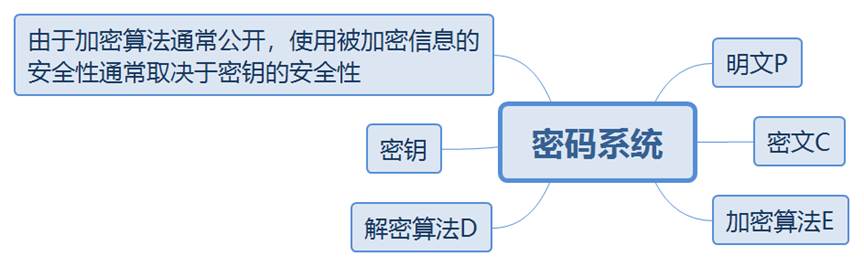 由于加密算法通常公开，使用被加密信息的
安全性通常取决于密钥的安全性
明文P
密码系统
密文C
密钥
解密算法D
加密算法E